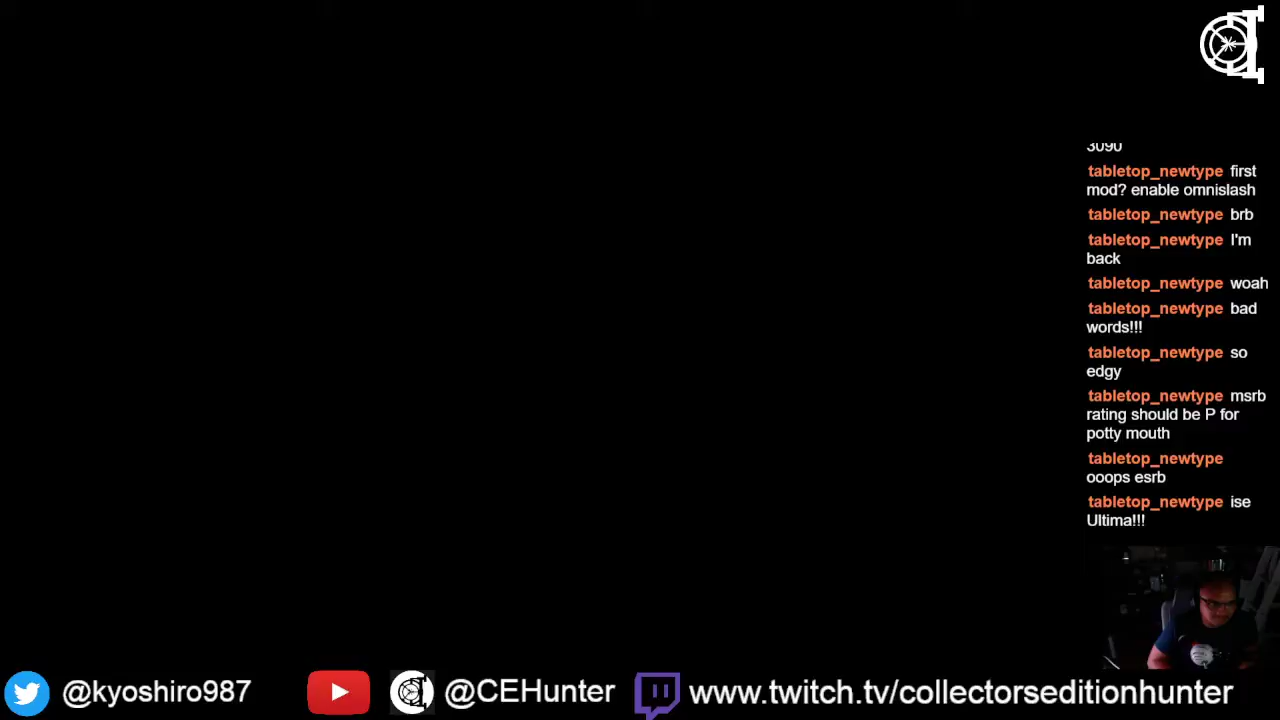 3090
tabletop_newtype first
mod? enable omnislash
tabletop_newtype brb
tabletop_newtype I'm
back
tabletop_newtype woah
tabletop_newtype bad
words!!!
tabletop_newtype so
edgy
tabletop_newtype msrb
rating should be P for
potty mouth
tabletop_newtype
ooops esrb
tabletop_newtype ise
Ultima!!!
@kyoshiro987 @CEHunter www.twitch.tv/collectorseditionhunter